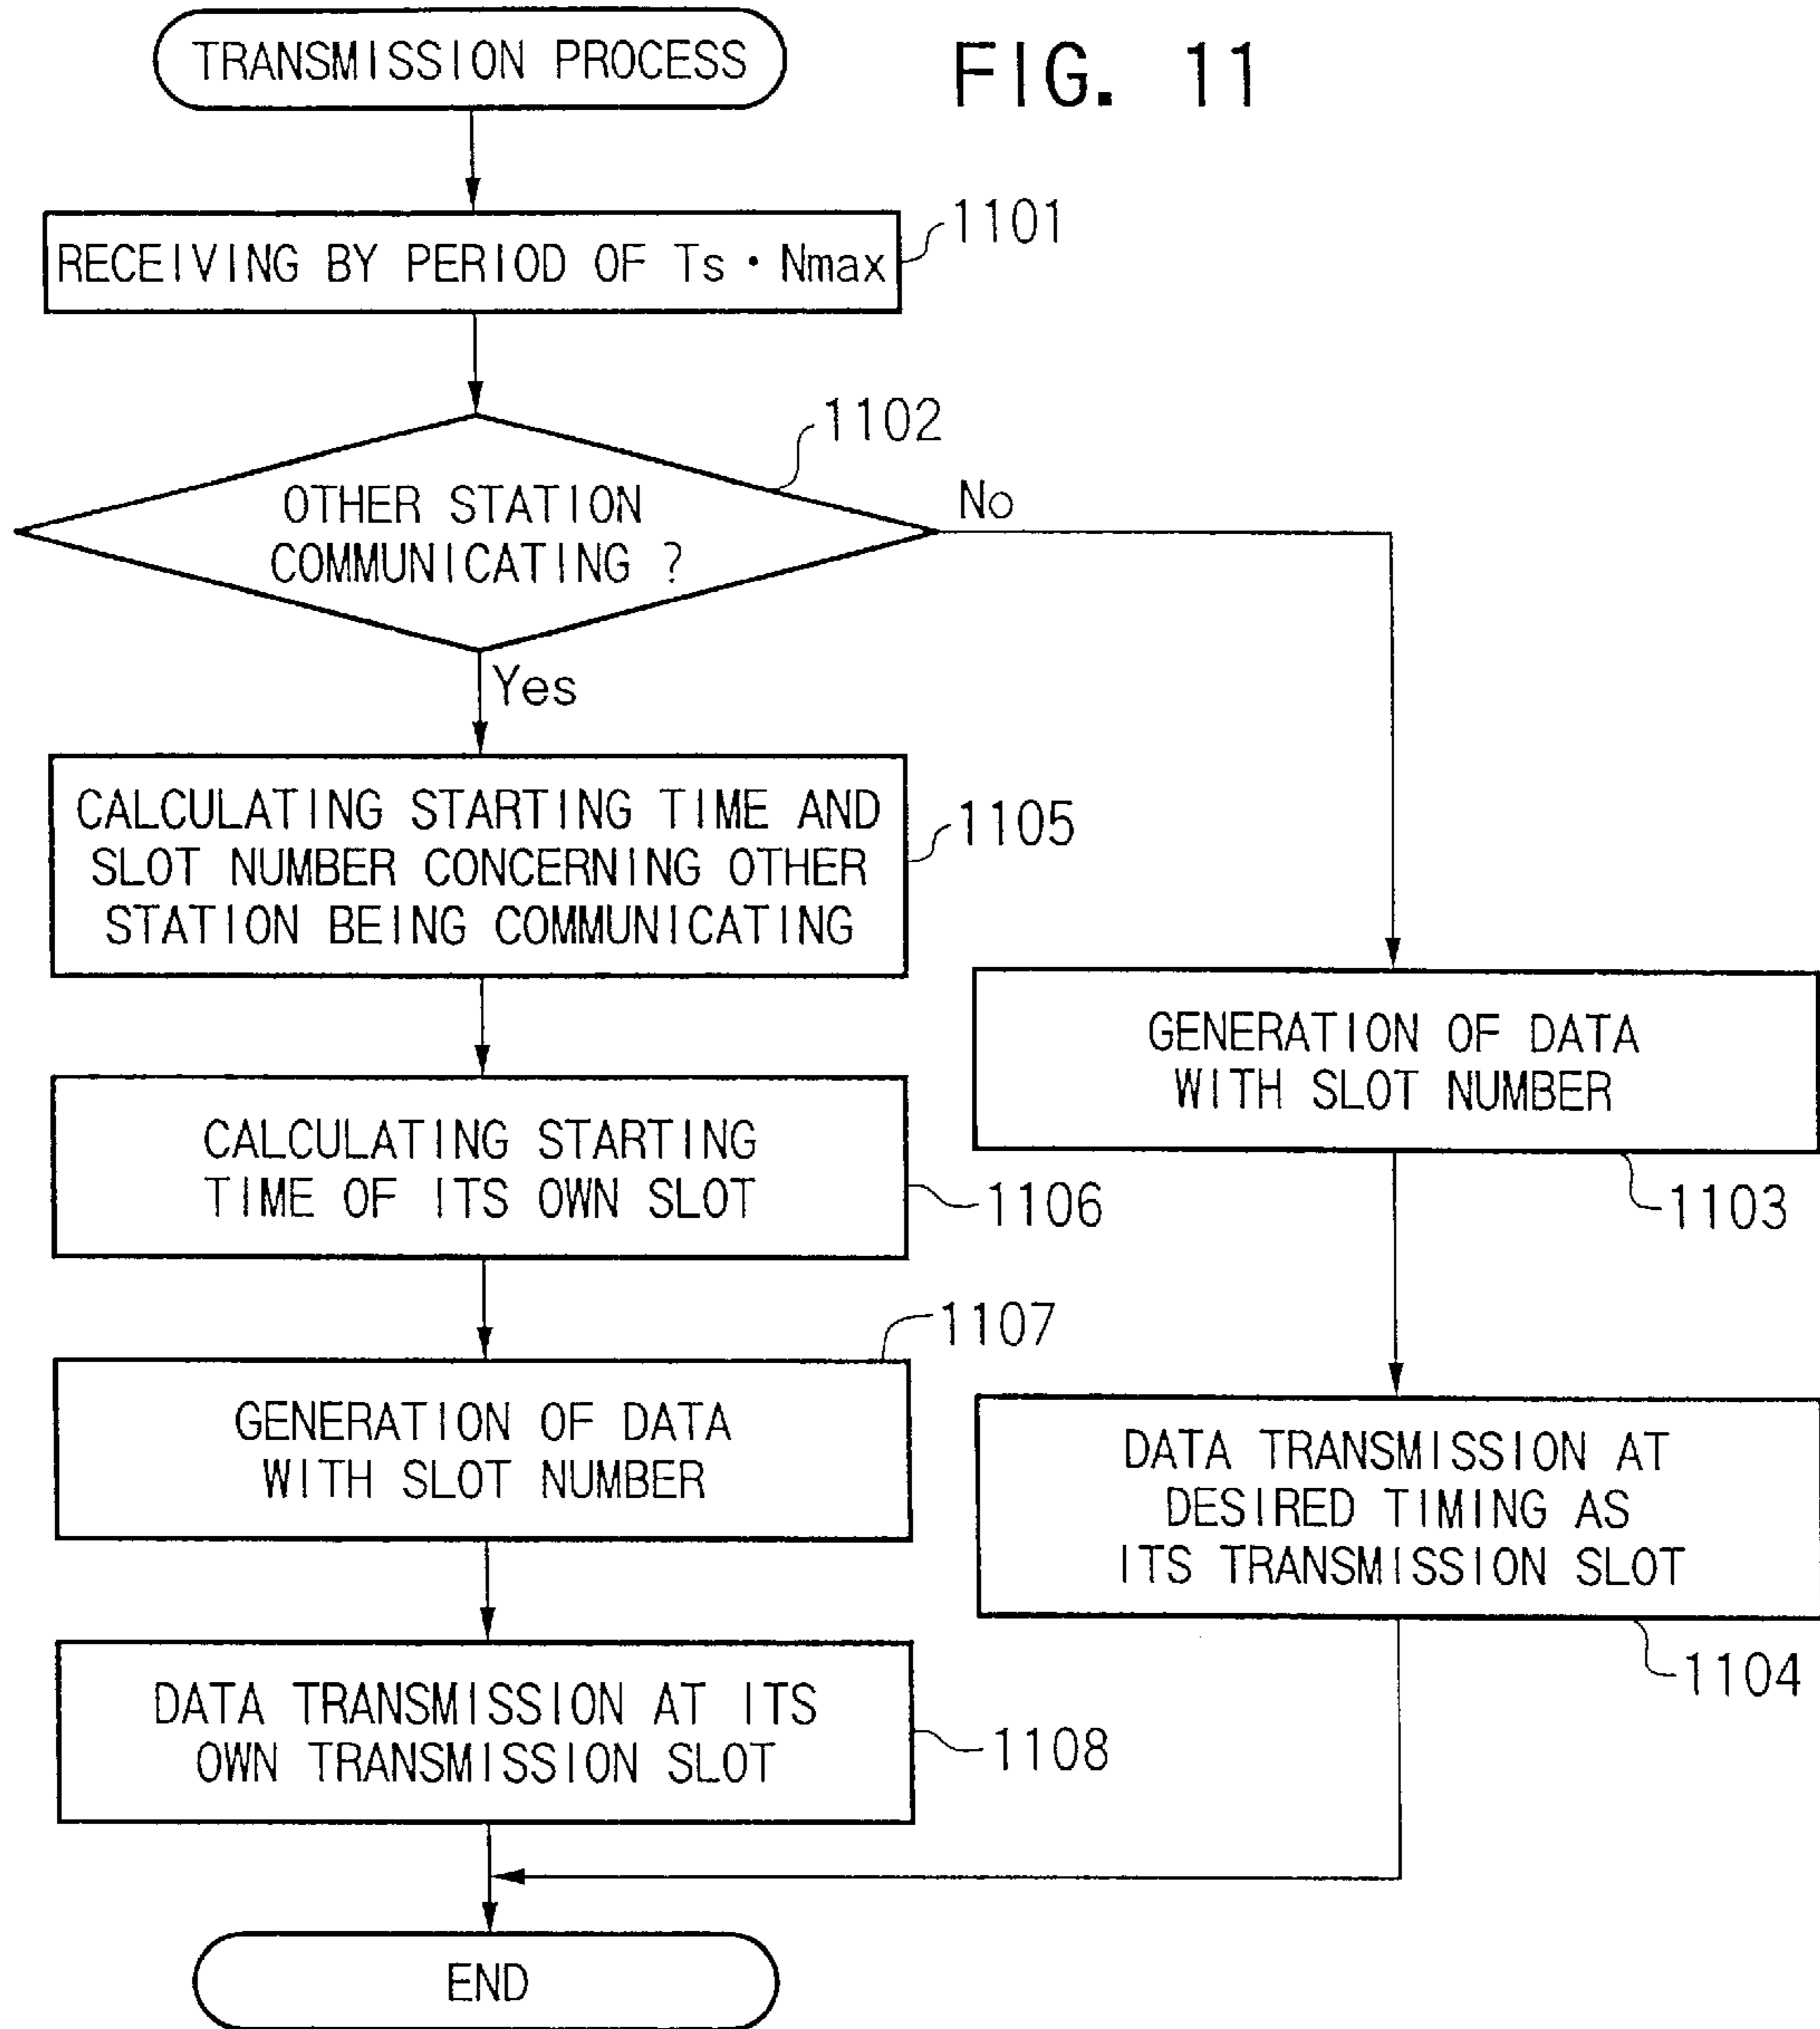 TRANSMISSION PROCESS
FIG. 11
RECEIVING BY PERIOD OF Ts・Nmax
1101
1102
OTHER STATION
COMMUNICATING ?
No
Yes
CALCULATING STARTING TIME AND
SLOT NUMBER CONCERNING OTHER
STATION BEING COMMUNICATING
1105
CALCULATING STARTING
TIME OF ITS OWN SLOT
1106
GENERATION OF DATA
WITH SLOT NUMBER
1107
DATA TRANSMISSION AT ITS
OWN TRANSMISSION SLOT
1108
GENERATION OF DATA
WITH SLOT NUMBER
1103
DATA TRANSMISSION AT
DESIRED TIMING AS
ITS TRANSMISSION SLOT
1104
END